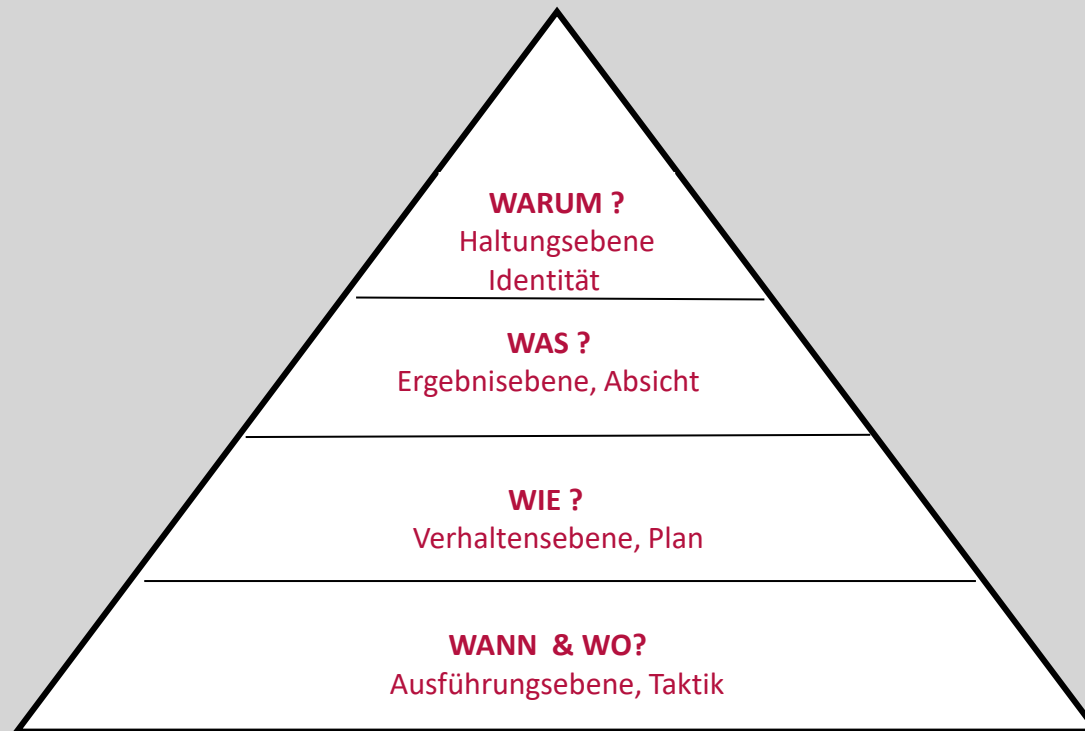 WARUM ?
Haltungsebene
Identität
WAS ?
Ergebnisebene, Absicht
WIE ?
Verhaltensebene, Plan
WANN & WO?
Ausführungsebene, Taktik